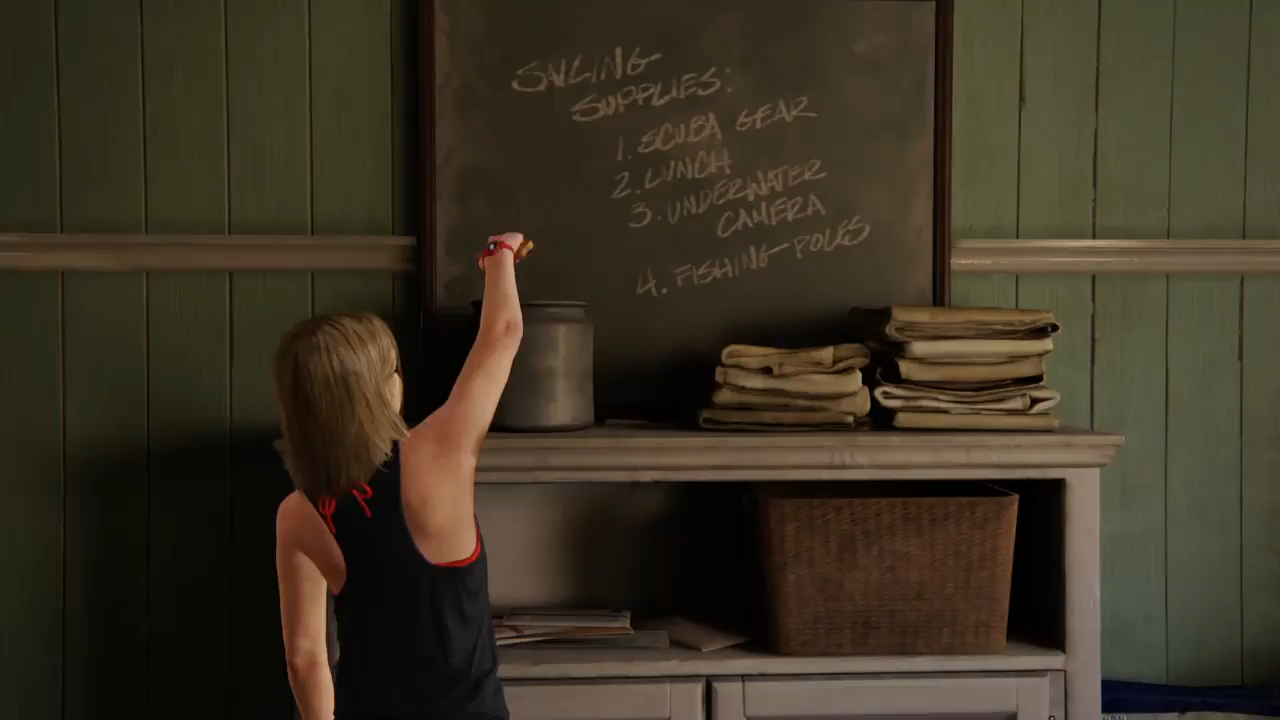 SAILING
SUPPLIES:
1. SCUBA GEAR
2. LUNCH
3. UNDERWATER
CAMERA
4. FISHING POLES